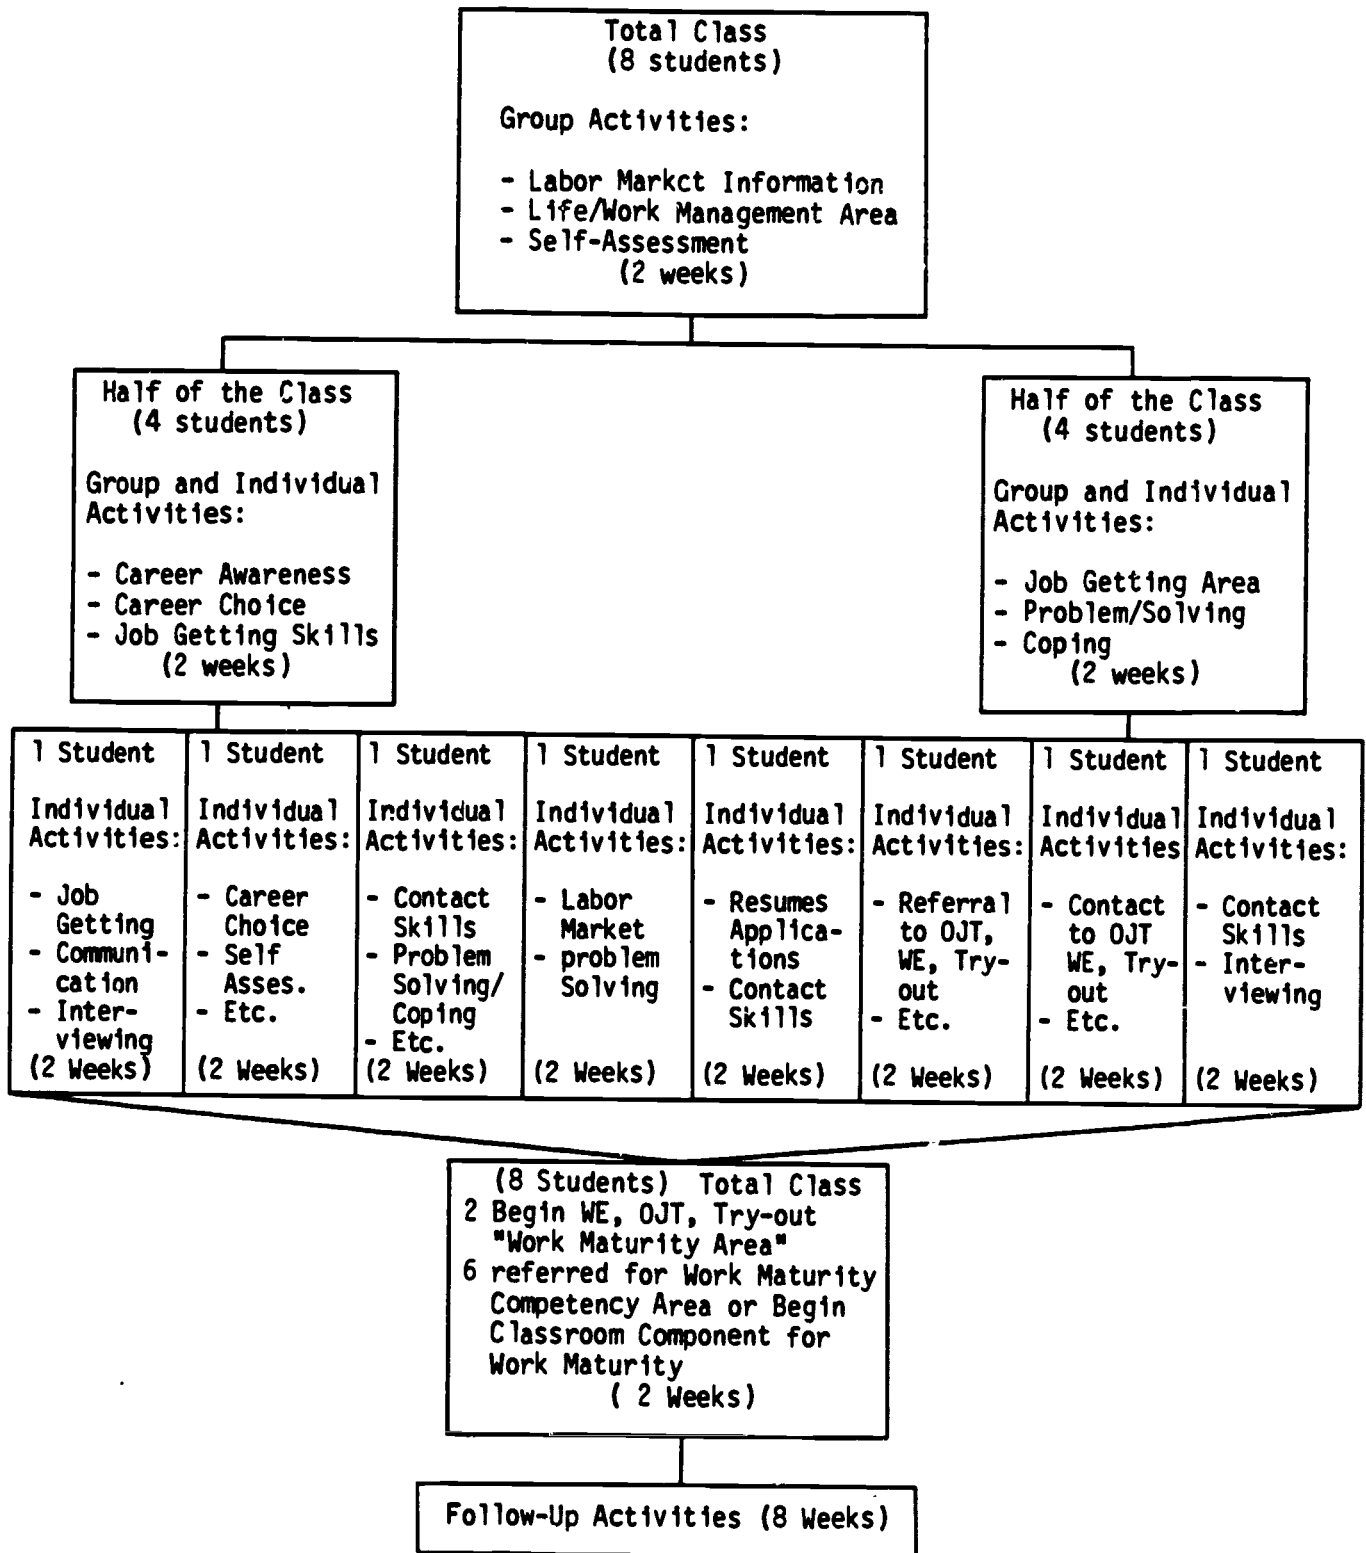 Total Class
(8 students)
Group Activities:
- Labor Markct Information
- Life/Work Management Area
- Self-Assessment
(2 weeks)
Half of the Class
(4 students)
Group and Individual
Activities:
- Career Awareness
- Career Choice
- Job Getting Skills
(2 weeks)
Half of the Class
(4 students)
Group and Individual
Activities:
- Job Getting Area
- Problem/Solving
- Coping
(2 weeks)
1 Student
Individual
Activities:
- Job
Getting
- Communi-
cation
- Inter-
viewing
(2 Weeks)
1 Student
Individual
Activities:
- Career
Choice
- Self
Asses.
- Etc.
(2 Weeks)
1 Student
Individual
Activities:
- Contact
Skills
- Problem
Solving/
Coping
- Etc.
(2 Weeks)
1 Student
Individual
Activities:
- Labor
Market
- problem
Solving
(2 Weeks)
1 Student
Individual
Activities:
- Resumes
Applica-
tions
- Contact
Skills
(2 Weeks)
1 Student
Individual
Activities:
- Referral
to OJT,
WE, Try-
out
- Etc.
(2 Weeks)
1 Student
Individual
Activities
- Contact
to OJT
WE, Try-
out
- Etc.
(2 Weeks)
1 Student
Individual
Activities:
- Contact
Skills
- Inter-
viewing
(2 Weeks)
(8 Students) Total Class
2 Begin WE, OJT, Try-out
"Work Maturity Area"
6 referred for Work Maturity
Competency Area or Begin
Classroom Component for
Work Maturity
( 2 Weeks)
Follow-Up Activities (8 Weeks)